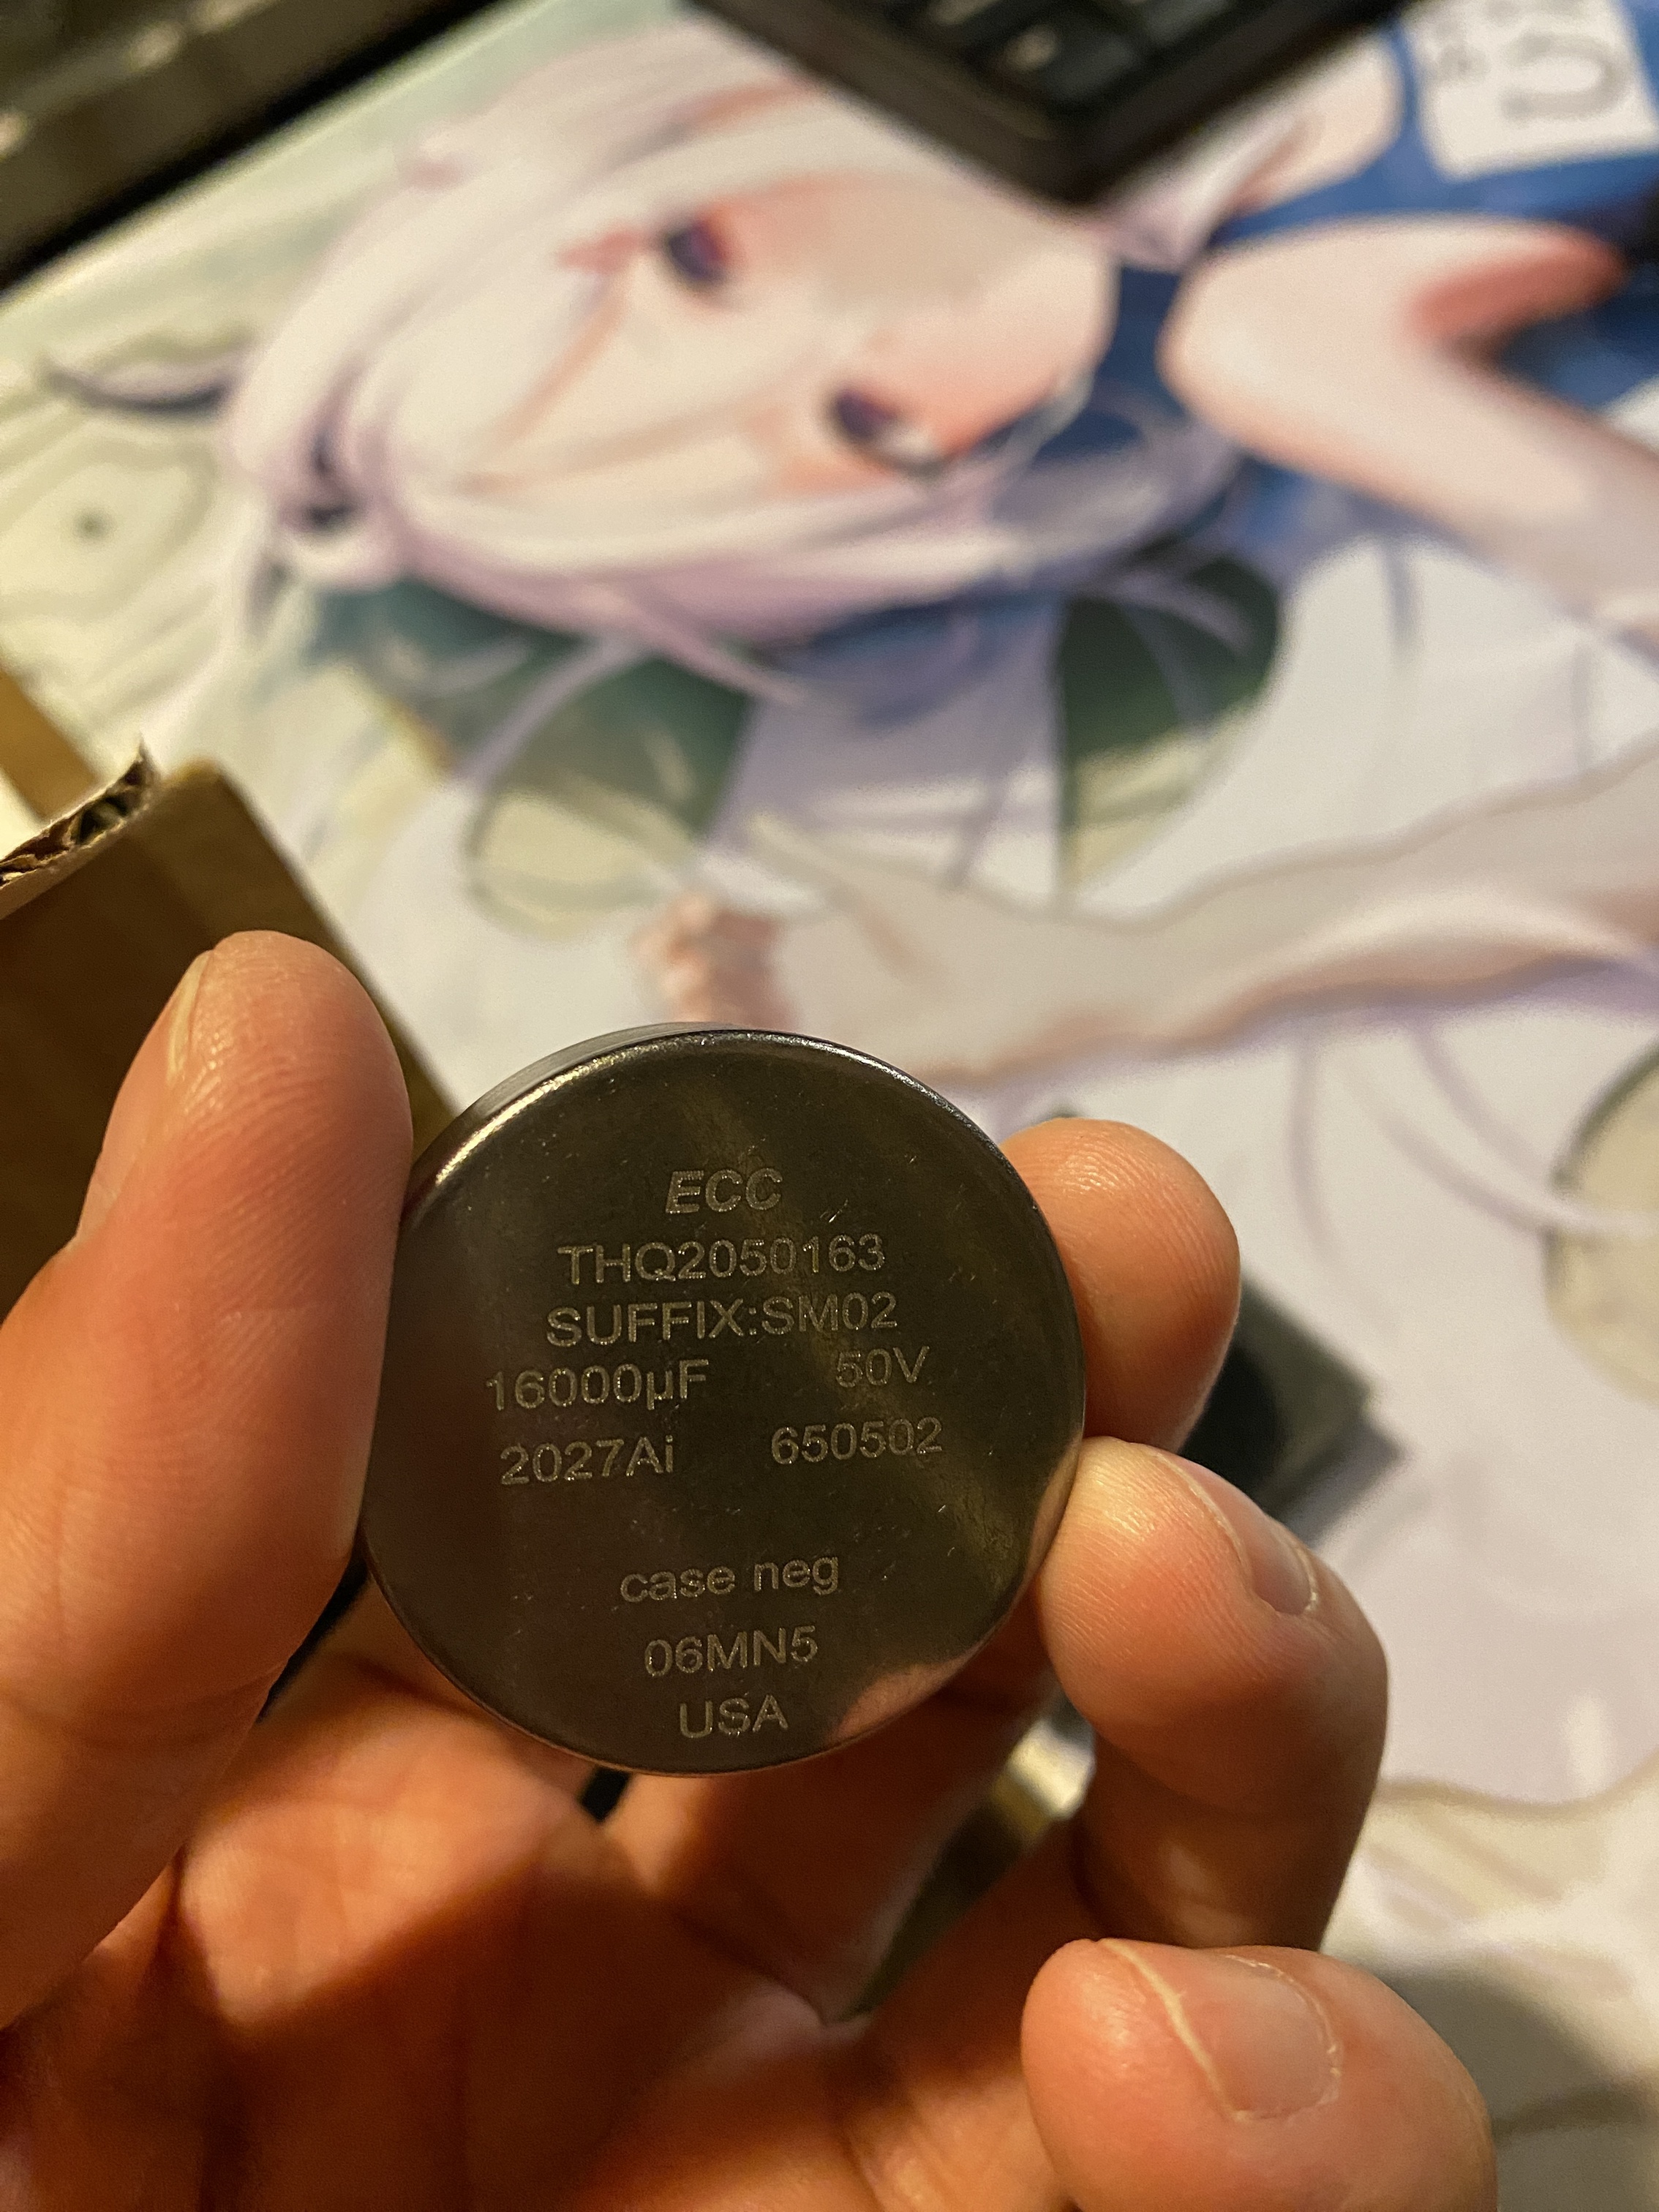 ECC
THQ2050163
SUFFIX:SM02
16000µF 50V
2027Ai 650502
case neg
06MN5
USA